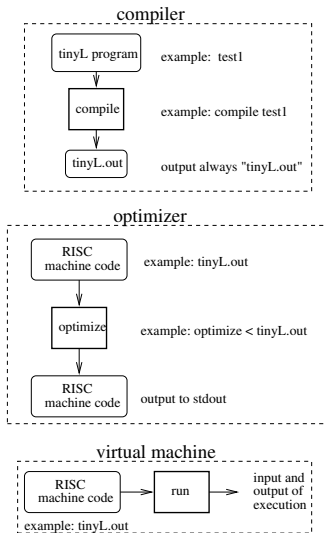 compiler
tinyL program
example: test1
compile
example: compile test1
tinyL.out
output always "tinyL.out"
optimizer
RISC
machine code
example: tinyL.out
optimize
example: optimize < tinyL.out
RISC
machine code
output to stdout
virtual machine
RISC
machine code
run
input and
output of
execution
example: tinyL.out